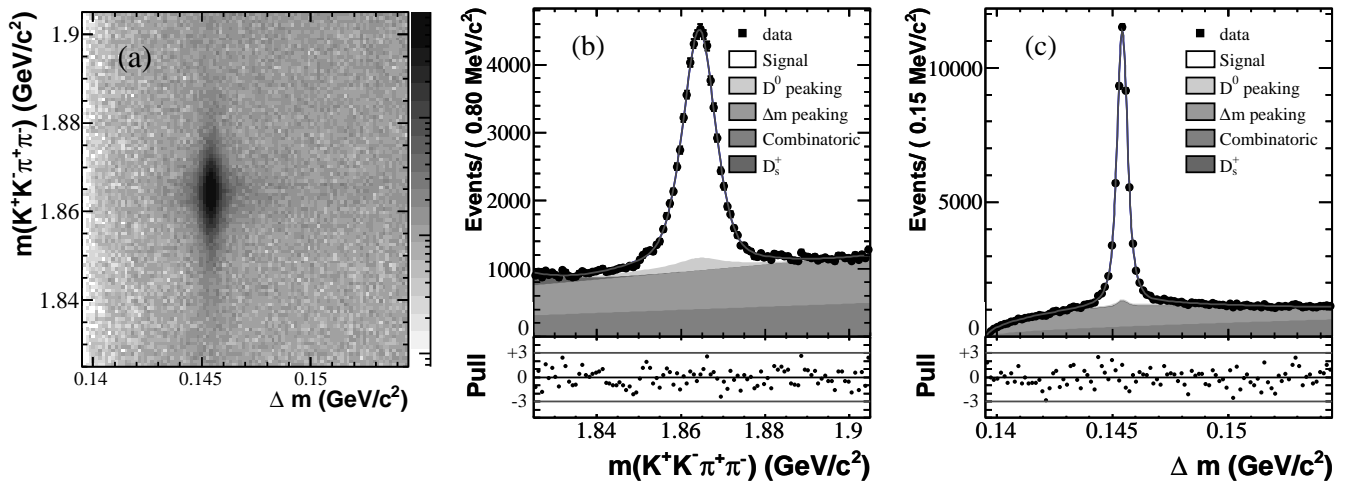 (a)
m(K⁺K⁻π⁺π⁻) (GeV/c²)
1.9
1.88
1.86
1.84
0.14 0.145 0.15
Δ m (GeV/c²)
(b)
Events/ ( 0.80 MeV/c²)
4000
3000
2000
1000
0
data
Signal
D⁰ peaking
Δm peaking
Combinatoric
Dₛ⁺
Pull
+3
0
-3
1.84 1.86 1.88 1.9
m(K⁺K⁻π⁺π⁻) (GeV/c²)
(c)
Events/ ( 0.15 MeV/c²)
10000
5000
0
data
Signal
D⁰ peaking
Δm peaking
Combinatoric
Dₛ⁺
Pull
+3
0
-3
0.14 0.145 0.15
Δ m (GeV/c²)